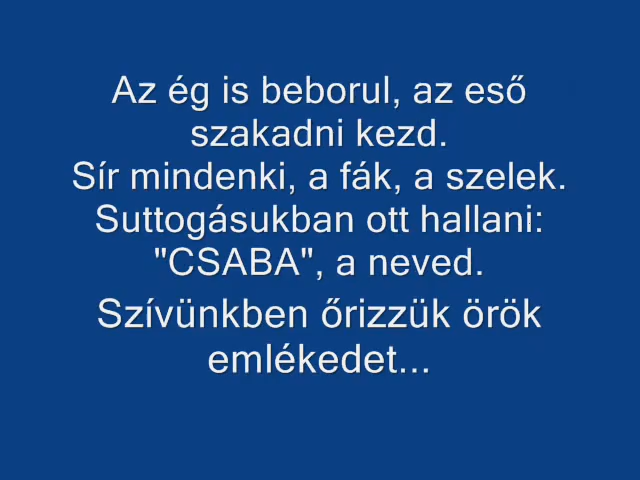 Az ég is beborul, az eső
szakadni kezd.
Sír mindenki, a fák, a szelek.
Suttogásukban ott hallani:
"CSABA", a neved.
Szívünkben őrizzük örök
emlékedet...